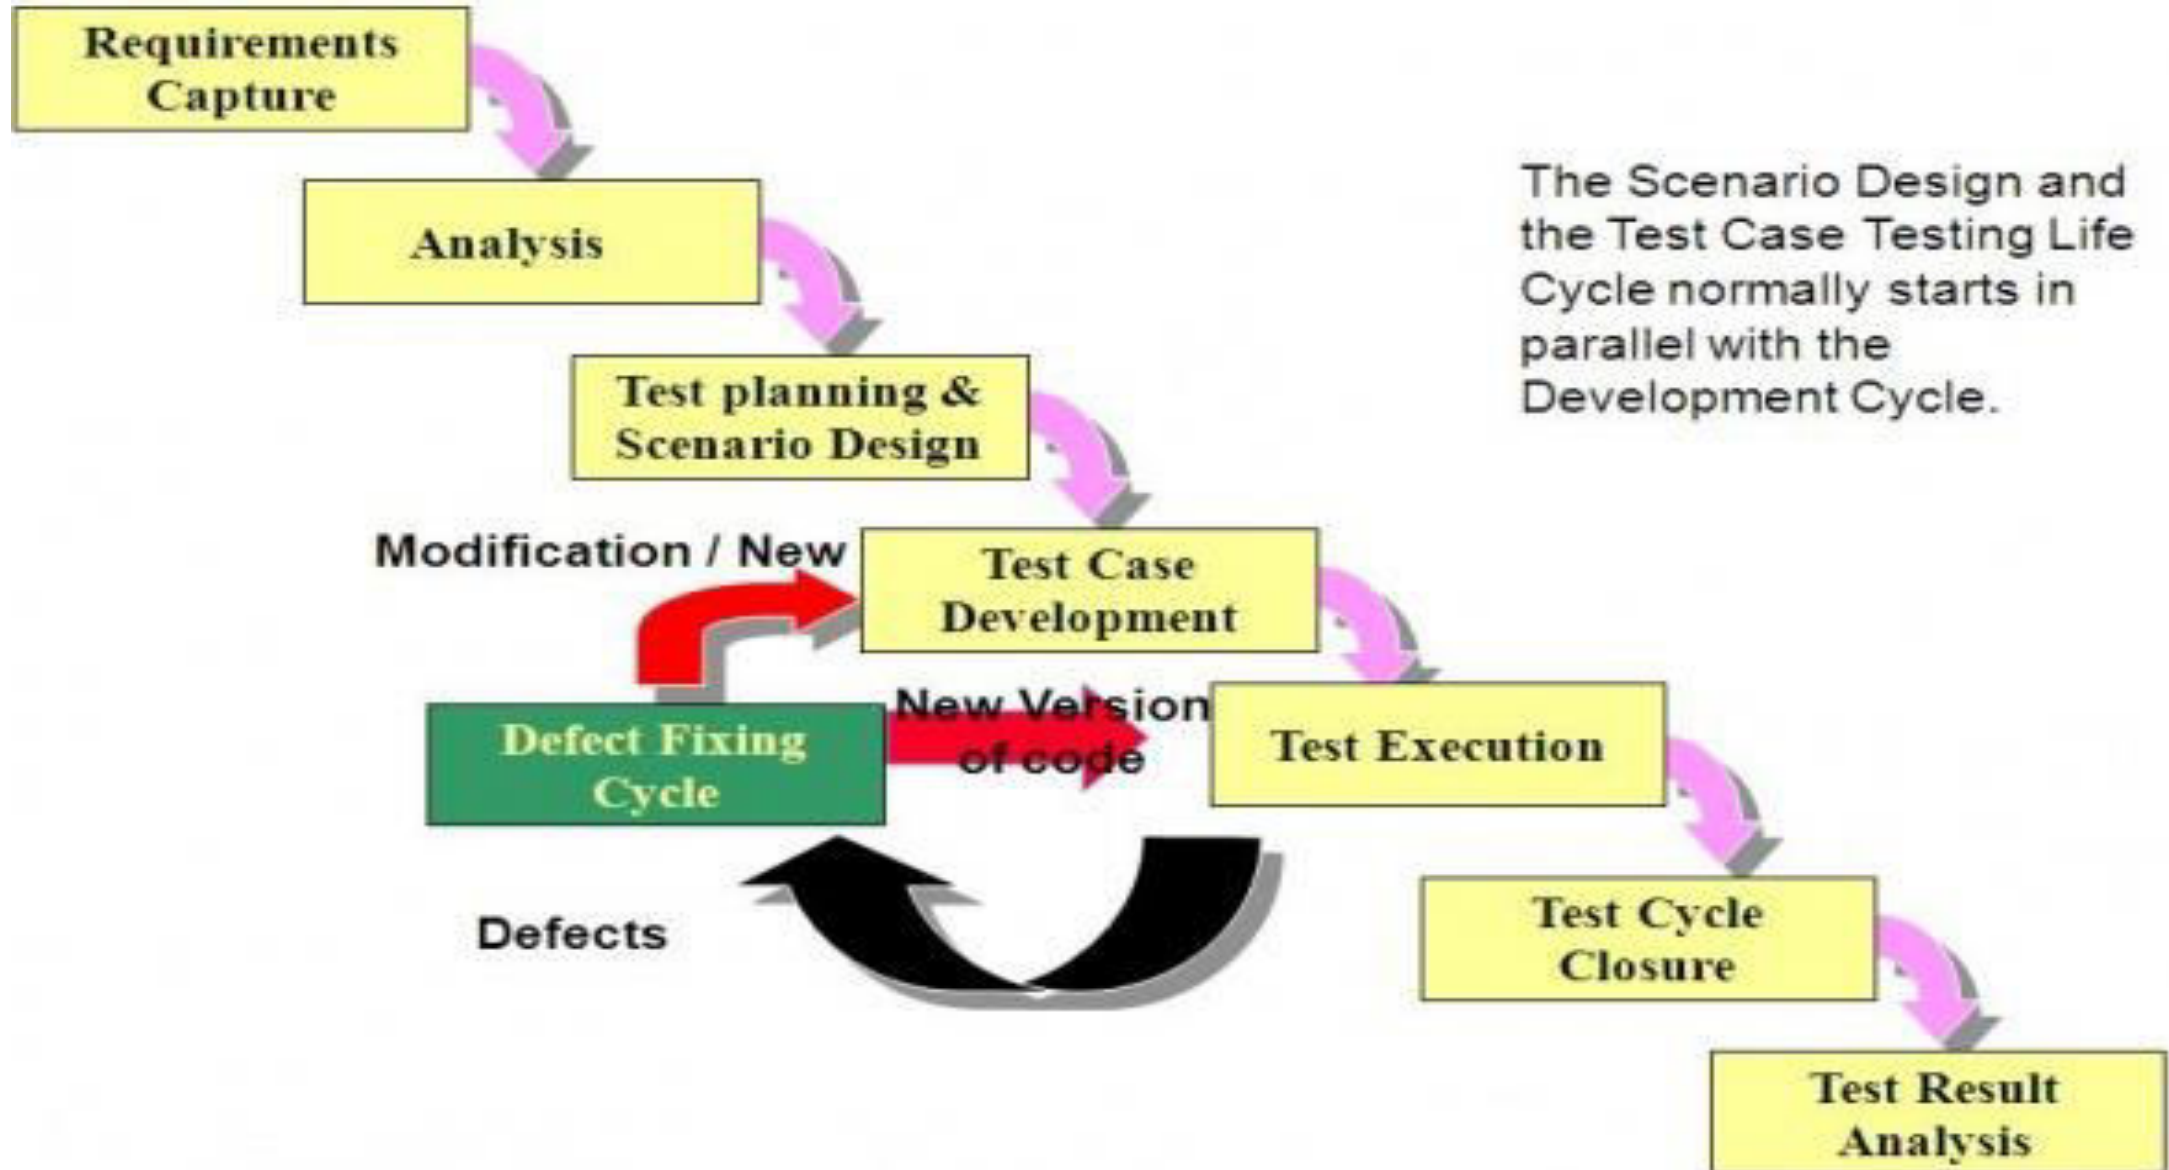 Requirements
Capture
Analysis
The Scenario Design and
the Test Case Testing Life
Cycle normally starts in
parallel with the
Development Cycle.
Test planning &
Scenario Design
Modification / New
Test Case
Development
Defect Fixing
Cycle
New Version
of code
Test Execution
Defects
Test Cycle
Closure
Test Result
Analysis